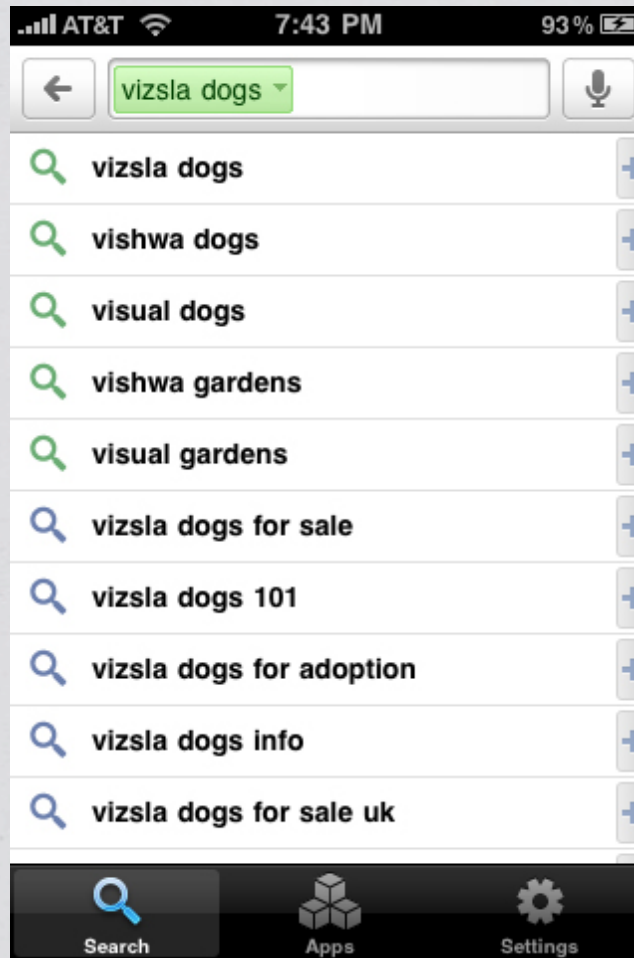 AT&T 7:43 PM 93%
vizsla dogs
vizsla dogs
vishwa dogs
visual dogs
vishwa gardens
visual gardens
vizsla dogs for sale
vizsla dogs 101
vizsla dogs for adoption
vizsla dogs info
vizsla dogs for sale uk
Search Apps Settings